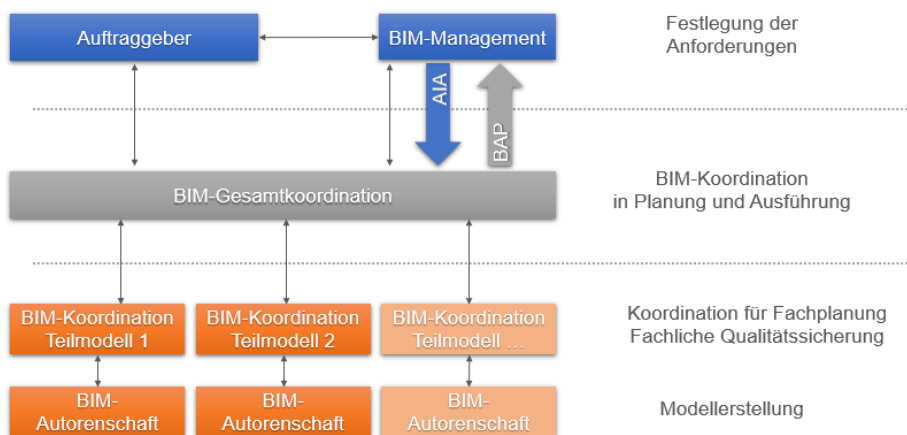 Auftraggeber
BIM-Management
Festlegung der
Anforderungen
AIA
BAP
BIM-Gesamtkoordination
BIM-Koordination
in Planung und Ausführung
BIM-Koordination
Teilmodell 1
BIM-Koordination
Teilmodell 2
BIM-Koordination
Teilmodell ...
Koordination für Fachplanung
Fachliche Qualitätssicherung
BIM-
Autorenschaft
BIM-
Autorenschaft
BIM-
Autorenschaft
Modellerstellung